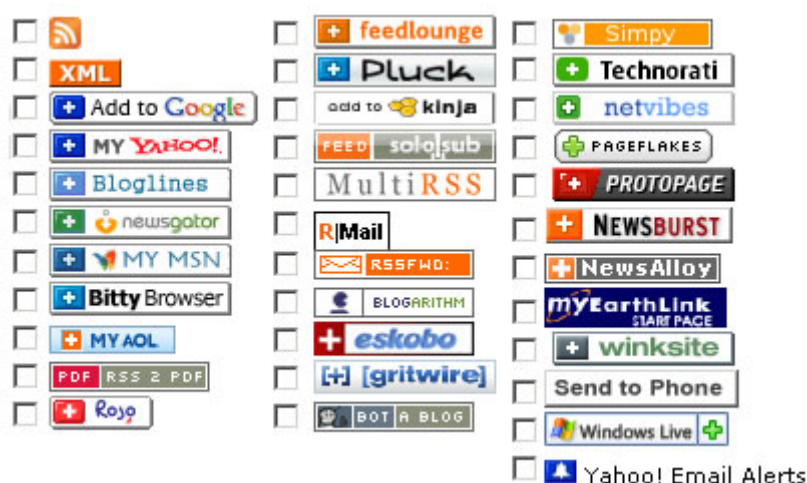 XML
Add to Google
MY YAHOO!
Bloglines
newsgator
MY MSN
Bitty Browser
MY AOL
PDF RSS 2 PDF
Rojo
feedlounge
Pluck
add to kinja
FEED solosub
MultiRSS
R|Mail
RSSFWD:
BLOGARITHM
eskobo
[+] [gritwire]
BOT A BLOG
Simpy
Technorati
netvibes
PAGEFLAKES
PROTOPAGE
NEWSBURST
NewsAlloy
myEarthLink
START PAGE
winksite
Send to Phone
Windows Live
Yahoo! Email Alerts